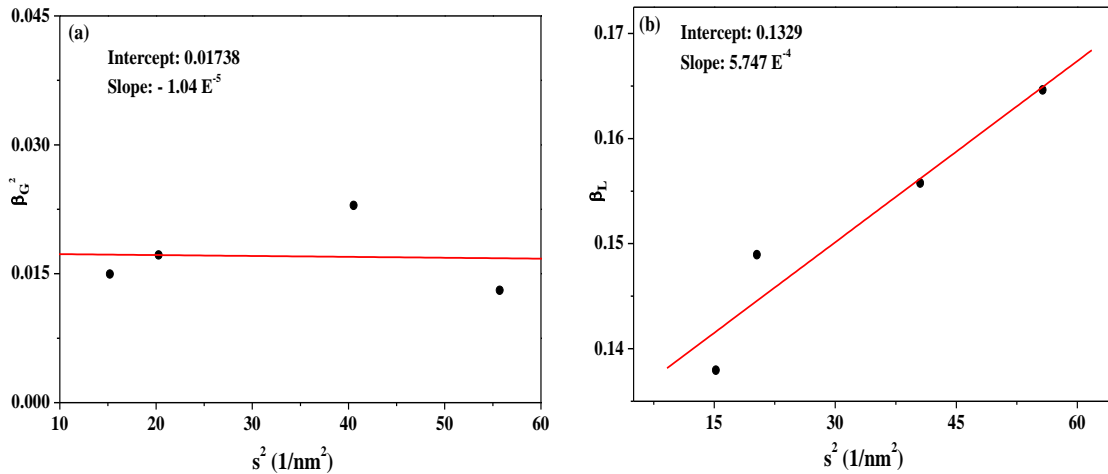 (a)
Intercept: 0.01738
Slope: - 1.04 E⁻⁵
0.045
0.030
0.015
0.000
β_G²
10 20 30 40 50 60
s² (1/nm²)
(b)
Intercept: 0.1329
Slope: 5.747 E⁻⁴
0.17
0.16
0.15
0.14
β_L
15 30 45 60
s² (1/nm²)